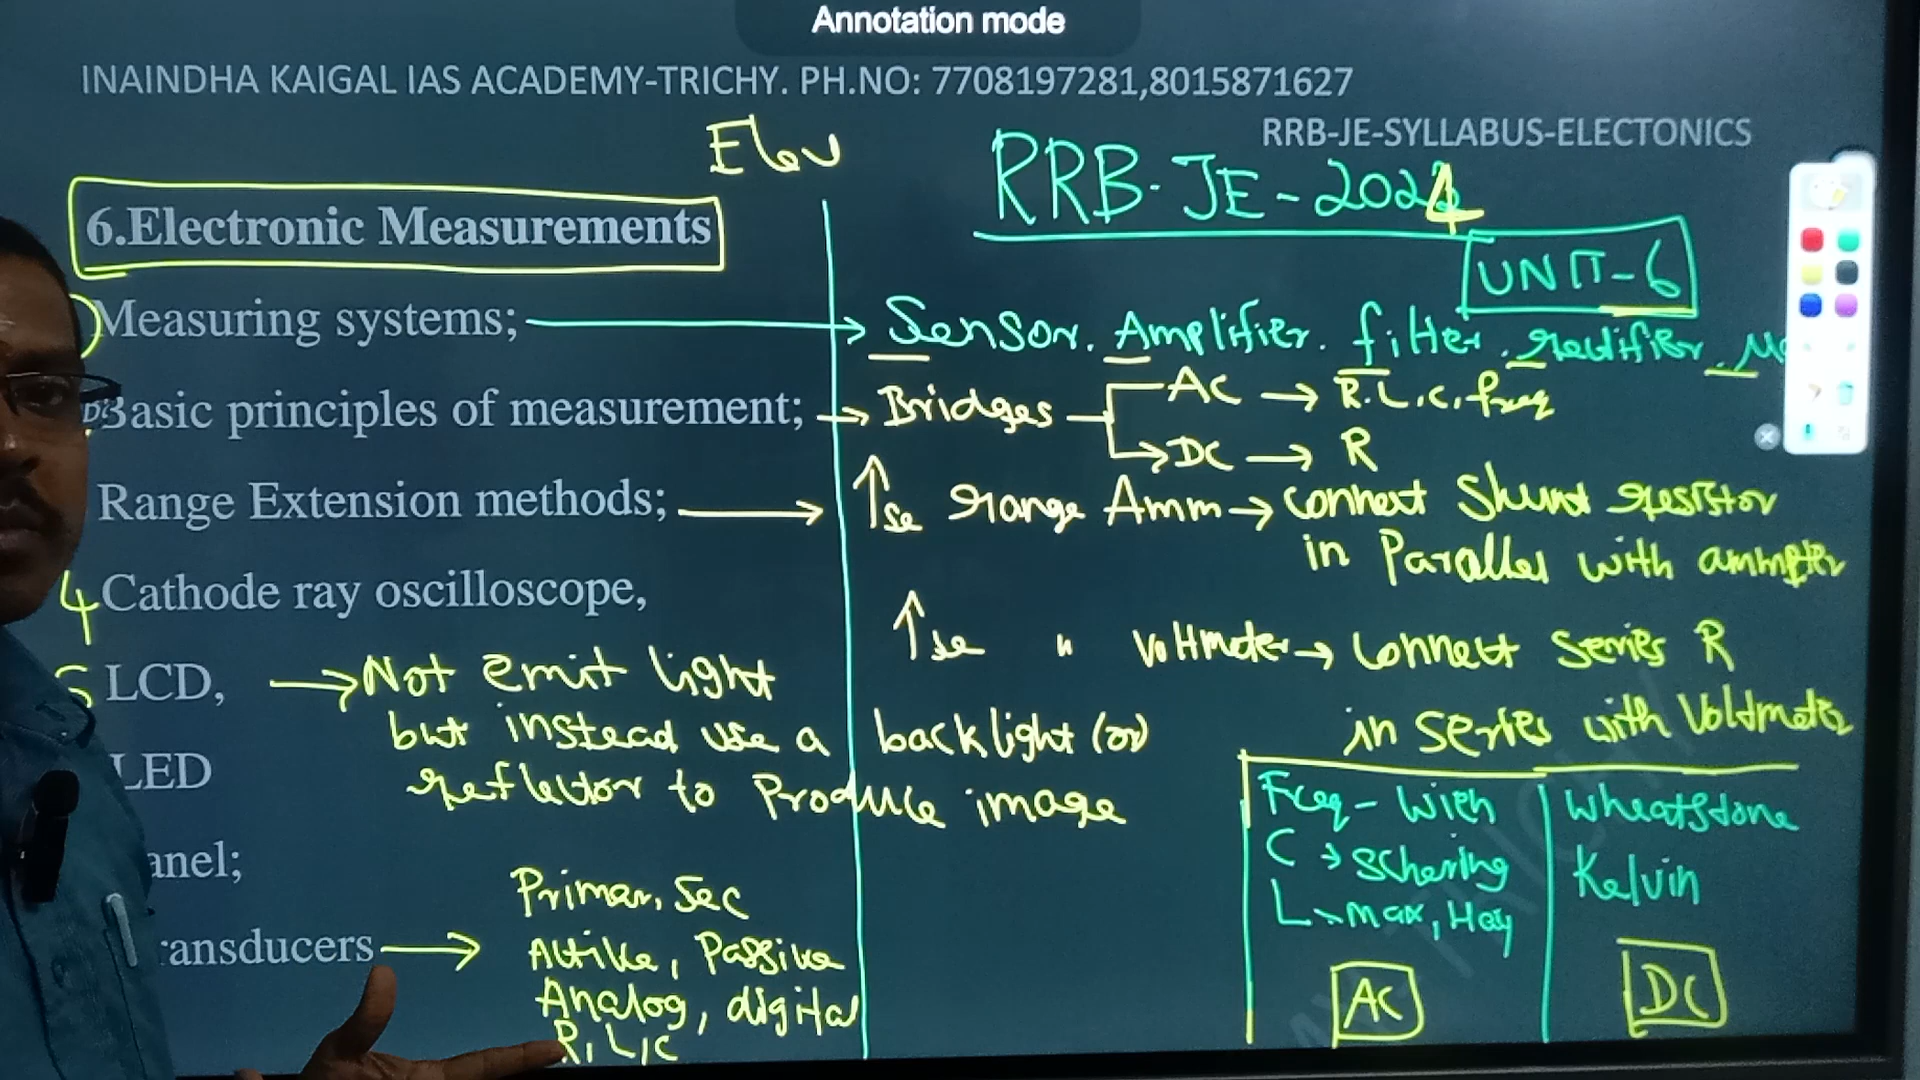 Annotation mode
INAINDHA KAIGAL IAS ACADEMY-TRICHY. PH.NO: 7708197281,8015871627
RRB-JE-SYLLABUS-ELECTONICS
RRB-JE-2024
UNIT-6
6.Electronic Measurements
Measuring systems; → Sensor. Amplifier. filter. rectifier.
Basic principles of measurement; → Bridges
AC → R.L.C, freq
DC → R
Range Extension methods; → ↑se range Amm → connect Shunt resistor
in Parallel with ammeter
4 Cathode ray oscilloscope,
↑se " voltmeter → connect series R
in series with Voltmeter
5 LCD, → Not emit light
but instead use a backlight (or)
reflector to Produce image
LED
anel;
ransducers →
Primary, Sec
Active, Passive
Analog, digital
R, L, C
Freq - Wien
C → Schering
L → max, Hay
AC
Wheatstone
Kelvin
DC